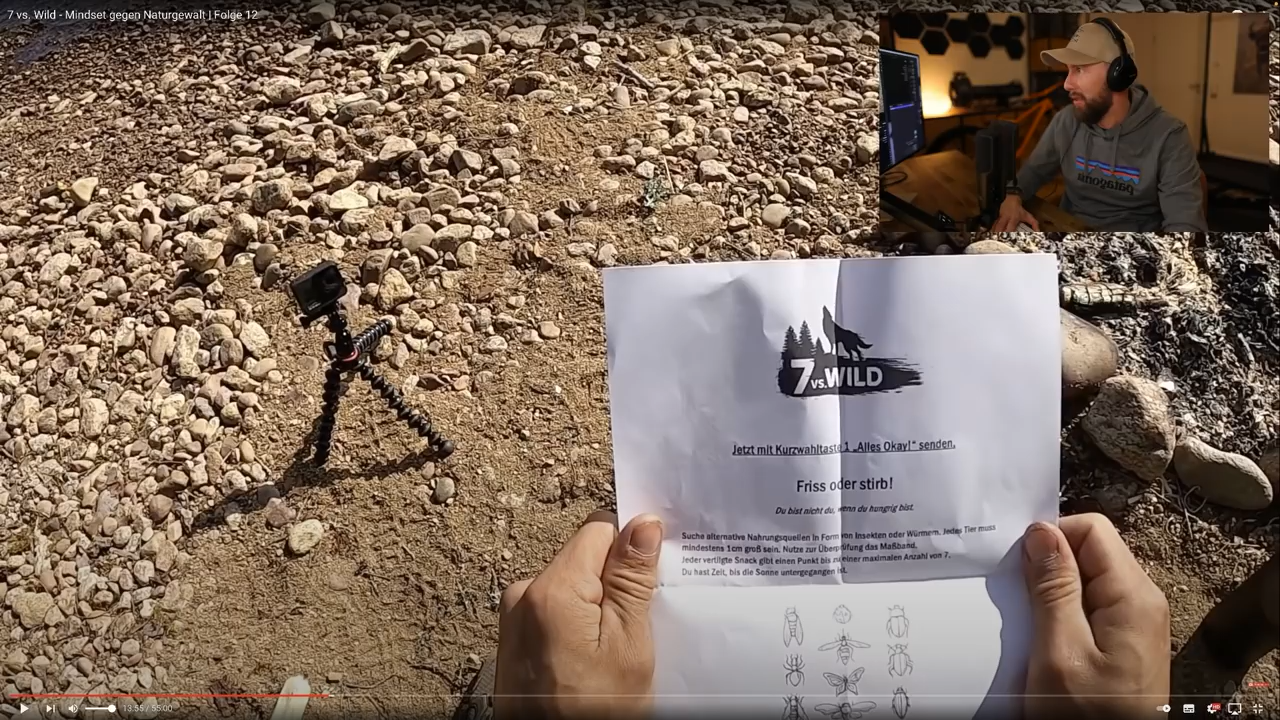 7 vs. Wild - Mindset gegen Naturgewalt | Folge 12
patagonia
7 vs. WILD
Jetzt mit Kurzwahltaste 1 „Alles Okay!“ senden.
Friss oder stirb!
Du bist nicht du, wenn du hungrig bist.
Suche alternative Nahrungsquellen in Form von Insekten oder Würmern. Jedes Tier muss
mindestens 1cm groß sein. Nutze zur Überprüfung das Maßband.
Jeder vertilgte Snack gibt einen Punkt bis zu einer maximalen Anzahl von 7.
Du hast Zeit, bis die Sonne untergegangen ist.
13:55 / 55:00